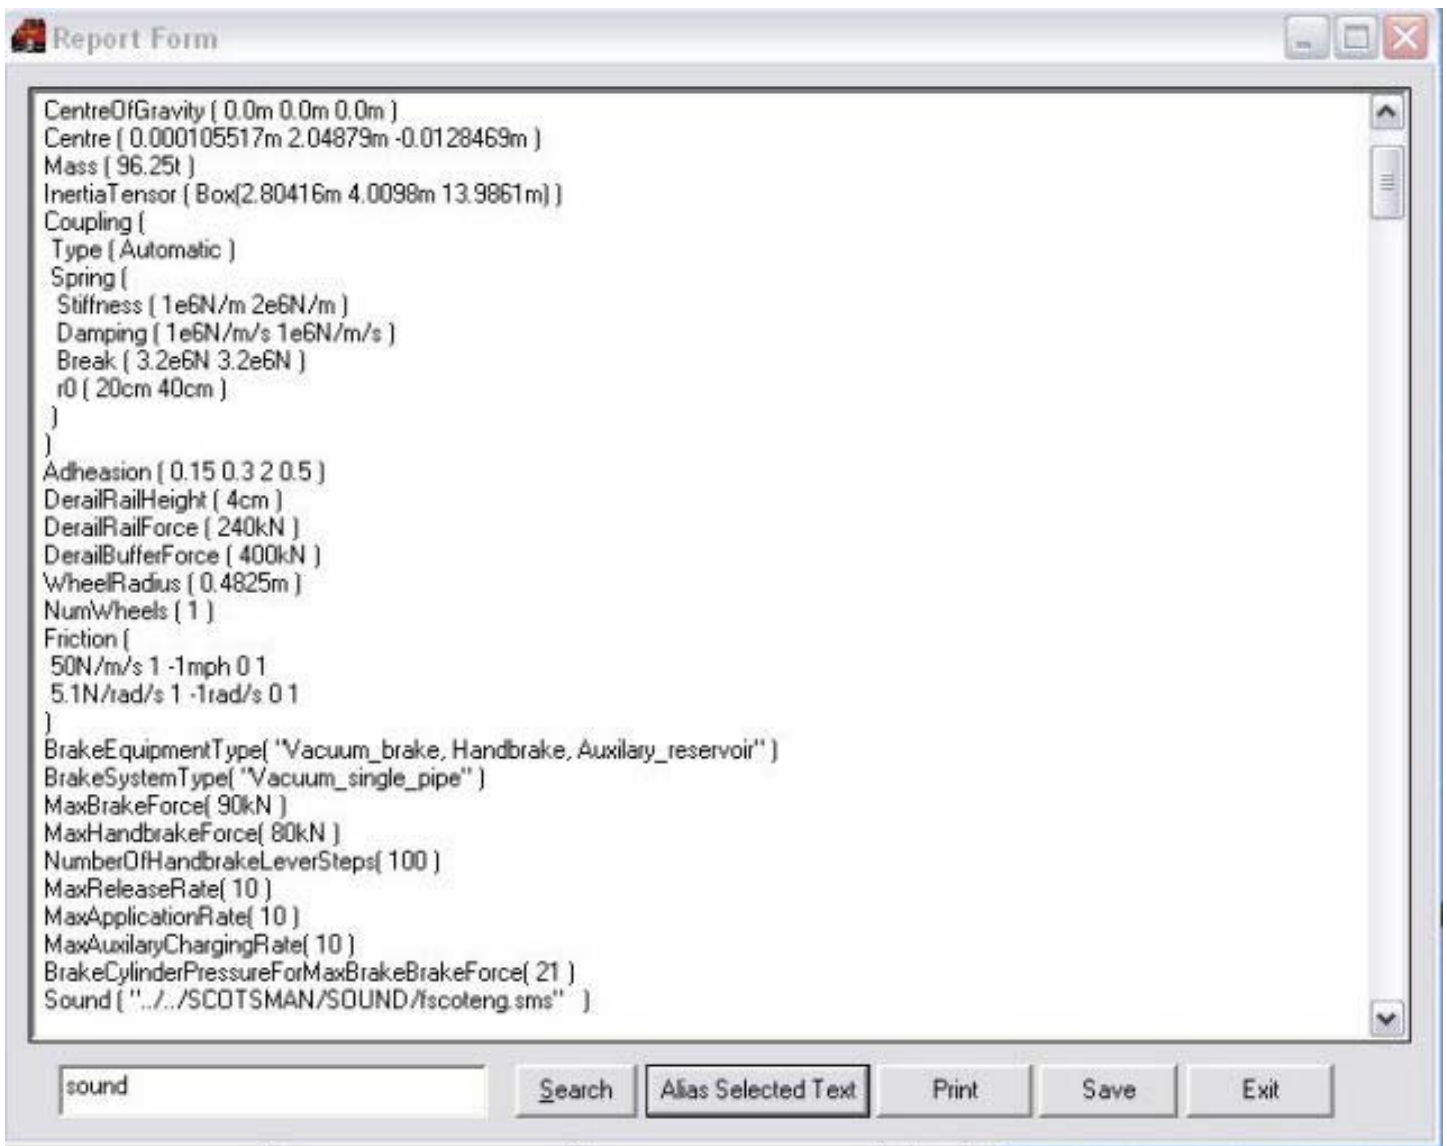 Report Form
CentreOfGravity ( 0.0m 0.0m 0.0m )
Centre ( 0.000105517m 2.04879m -0.0128469m )
Mass ( 96.25t )
InertiaTensor ( Box(2.80416m 4.0098m 13.9861m) )
Coupling (
Type ( Automatic )
Spring (
Stiffness ( 1e6N/m 2e6N/m )
Damping ( 1e6N/m/s 1e6N/m/s )
Break ( 3.2e6N 3.2e6N )
r0 ( 20cm 40cm )
)
)
Adheasion ( 0.15 0.3 2 0.5 )
DerailRailHeight ( 4cm )
DerailRailForce ( 240kN )
DerailBufferForce ( 400kN )
WheelRadius ( 0.4825m )
NumWheels ( 1 )
Friction (
50N/m/s 1 -1mph 0 1
5.1N/rad/s 1 -1rad/s 0 1
)
BrakeEquipmentType( "Vacuum_brake, Handbrake, Auxilary_reservoir" )
BrakeSystemType( "Vacuum_single_pipe" )
MaxBrakeForce( 90kN )
MaxHandbrakeForce( 80kN )
NumberOfHandbrakeLeverSteps( 100 )
MaxReleaseRate( 10 )
MaxApplicationRate( 10 )
MaxAuxilaryChargingRate( 10 )
BrakeCylinderPressureForMaxBrakeBrakeForce( 21 )
Sound ( "../../SCOTSMAN/SOUND/fscoteng.sms" )
sound Search Alias Selected Text Print Save Exit